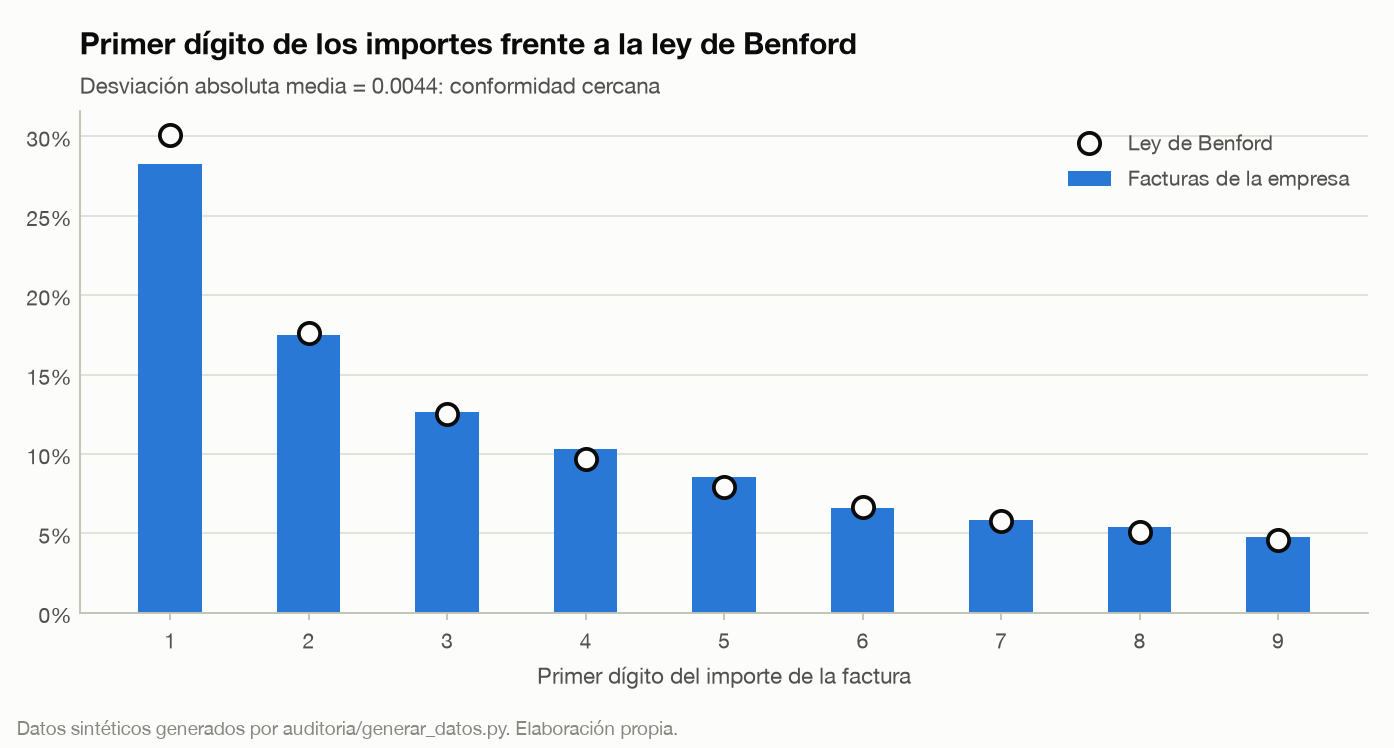 Primer dígito de los importes frente a la ley de Benford
Desviación absoluta media = 0.0044: conformidad cercana
30%
25%
20%
15%
10%
5%
0%
Ley de Benford
Facturas de la empresa
1 2 3 4 5 6 7 8 9
Primer dígito del importe de la factura
Datos sintéticos generados por auditoria/generar_datos.py. Elaboración propia.